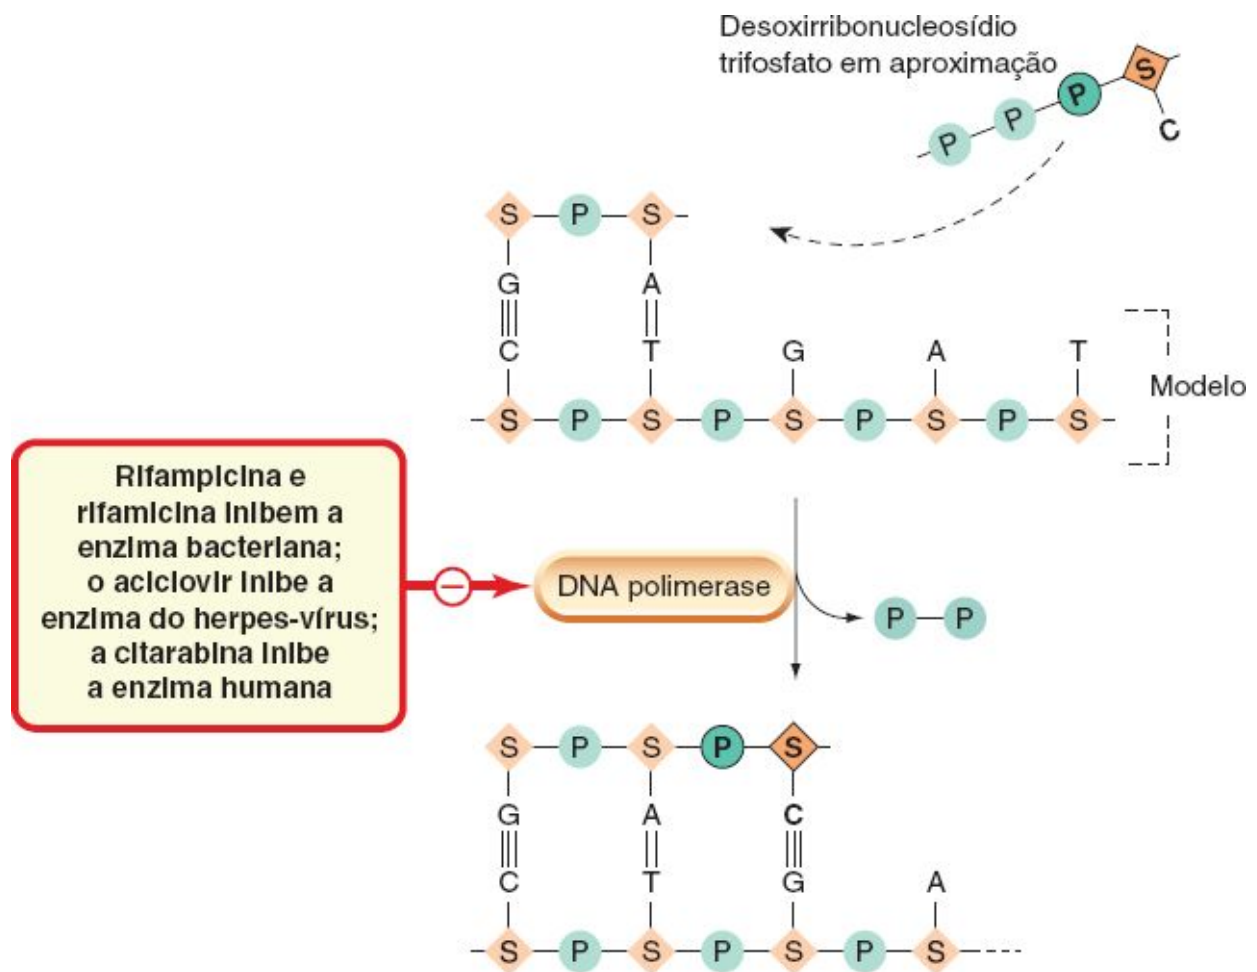 Desoxirribonucleosídio
trifosfato em aproximação
P P P S
C
S P S
G A
C T G A T
S P S P S P S P S
Modelo
Rifampicina e
rifamicina inibem a
enzima bacteriana;
o aciclovir inibe a
enzima do herpes-vírus;
a citarabina inibe
a enzima humana
−
DNA polimerase
P P
S P S P S
G A C
C T G A
S P S P S P S